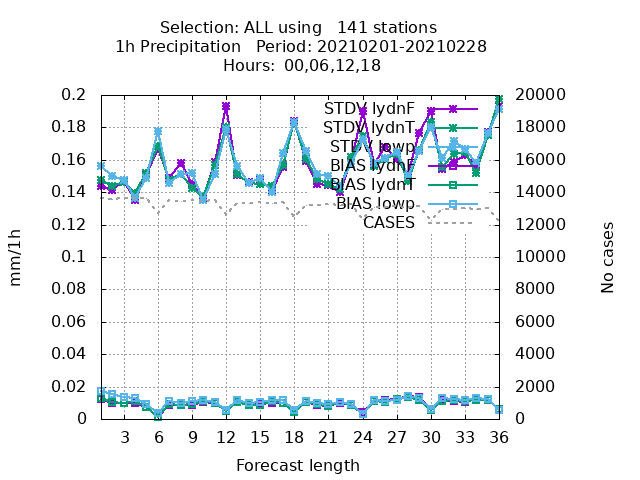 Selection: ALL using   141 stations
1h Precipitation   Period: 20210201-20210228
Hours: 00,06,12,18
0.2
0.18
0.16
0.14
0.12
0.1
0.08
0.06
0.04
0.02
0
20000
18000
16000
14000
12000
10000
8000
6000
4000
2000
0
STDV lydnF
STDV lydnT
STDV lowp
BIAS lydnF
BIAS lydnT
BIAS lowp
CASES
mm/1h
No cases
3 6 9 12 15 18 21 24 27 30 33 36
Forecast length